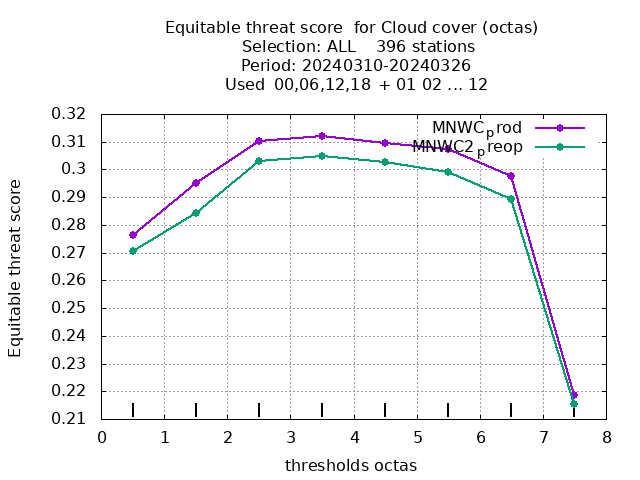 Equitable threat score  for Cloud cover (octas)
Selection: ALL    396 stations
Period: 20240310-20240326
Used  00,06,12,18  + 01 02 ... 12
MNWC_prod
MNWC2_preop
Equitable threat score
0.32
0.31
0.3
0.29
0.28
0.27
0.26
0.25
0.24
0.23
0.22
0.21
0 1 2 3 4 5 6 7 8
thresholds octas